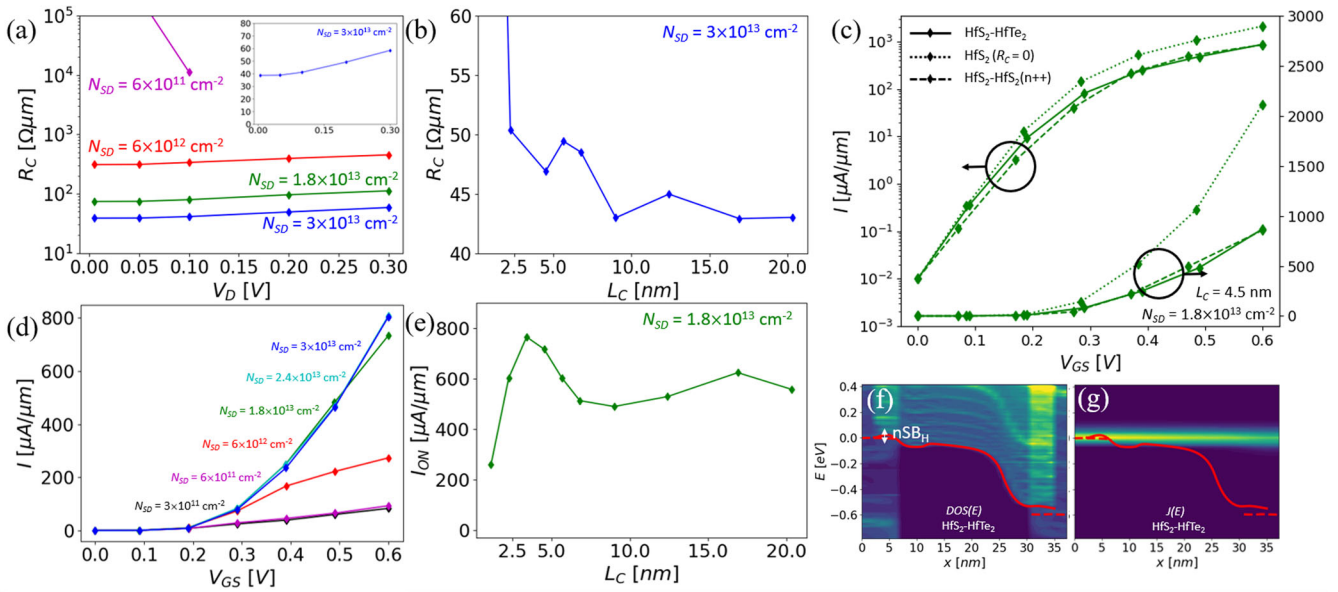 (a)
R_C [Ωμm]
10^5
10^4
10^3
10^2
10^1
N_SD = 6×10^11 cm^-2
N_SD = 6×10^12 cm^-2
N_SD = 1.8×10^13 cm^-2
N_SD = 3×10^13 cm^-2
0.00 0.05 0.10 0.15 0.20 0.25 0.30
V_D [V]
N_SD = 3×10^13 cm^-2
80
70
60
50
40
30
20
10
0
0.00 0.15 0.30
(b)
N_SD = 3×10^13 cm^-2
R_C [Ωμm]
60
55
50
45
40
2.5 5.0 7.5 10.0 12.5 15.0 17.5 20.0
L_C [nm]
(c)
HfS_2-HfTe_2
HfS_2 (R_C = 0)
HfS_2-HfS_2(n++)
I [μA/μm]
10^3
10^2
10^1
10^0
10^-1
10^-2
10^-3
3000
2500
2000
1500
1000
500
0
L_C = 4.5 nm
N_SD = 1.8×10^13 cm^-2
0.0 0.1 0.2 0.3 0.4 0.5 0.6
V_GS [V]
(d)
I [μA/μm]
800
600
400
200
0
N_SD = 3×10^13 cm^-2
N_SD = 2.4×10^13 cm^-2
N_SD = 1.8×10^13 cm^-2
N_SD = 6×10^12 cm^-2
N_SD = 6×10^11 cm^-2
N_SD = 3×10^11 cm^-2
0.0 0.1 0.2 0.3 0.4 0.5 0.6
V_GS [V]
(e)
N_SD = 1.8×10^13 cm^-2
I_ON [μA/μm]
800
600
400
200
0
2.5 5.0 7.5 10.0 12.5 15.0 17.5 20.0
L_C [nm]
(f)
nSB_H
E [eV]
0.4
0.2
0.0
−0.2
−0.4
−0.6
DOS(E)
HfS_2-HfTe_2
0 5 10 15 20 25 30 35
x [nm]
(g)
J(E)
HfS_2-HfTe_2
0 5 10 15 20 25 30 35
x [nm]